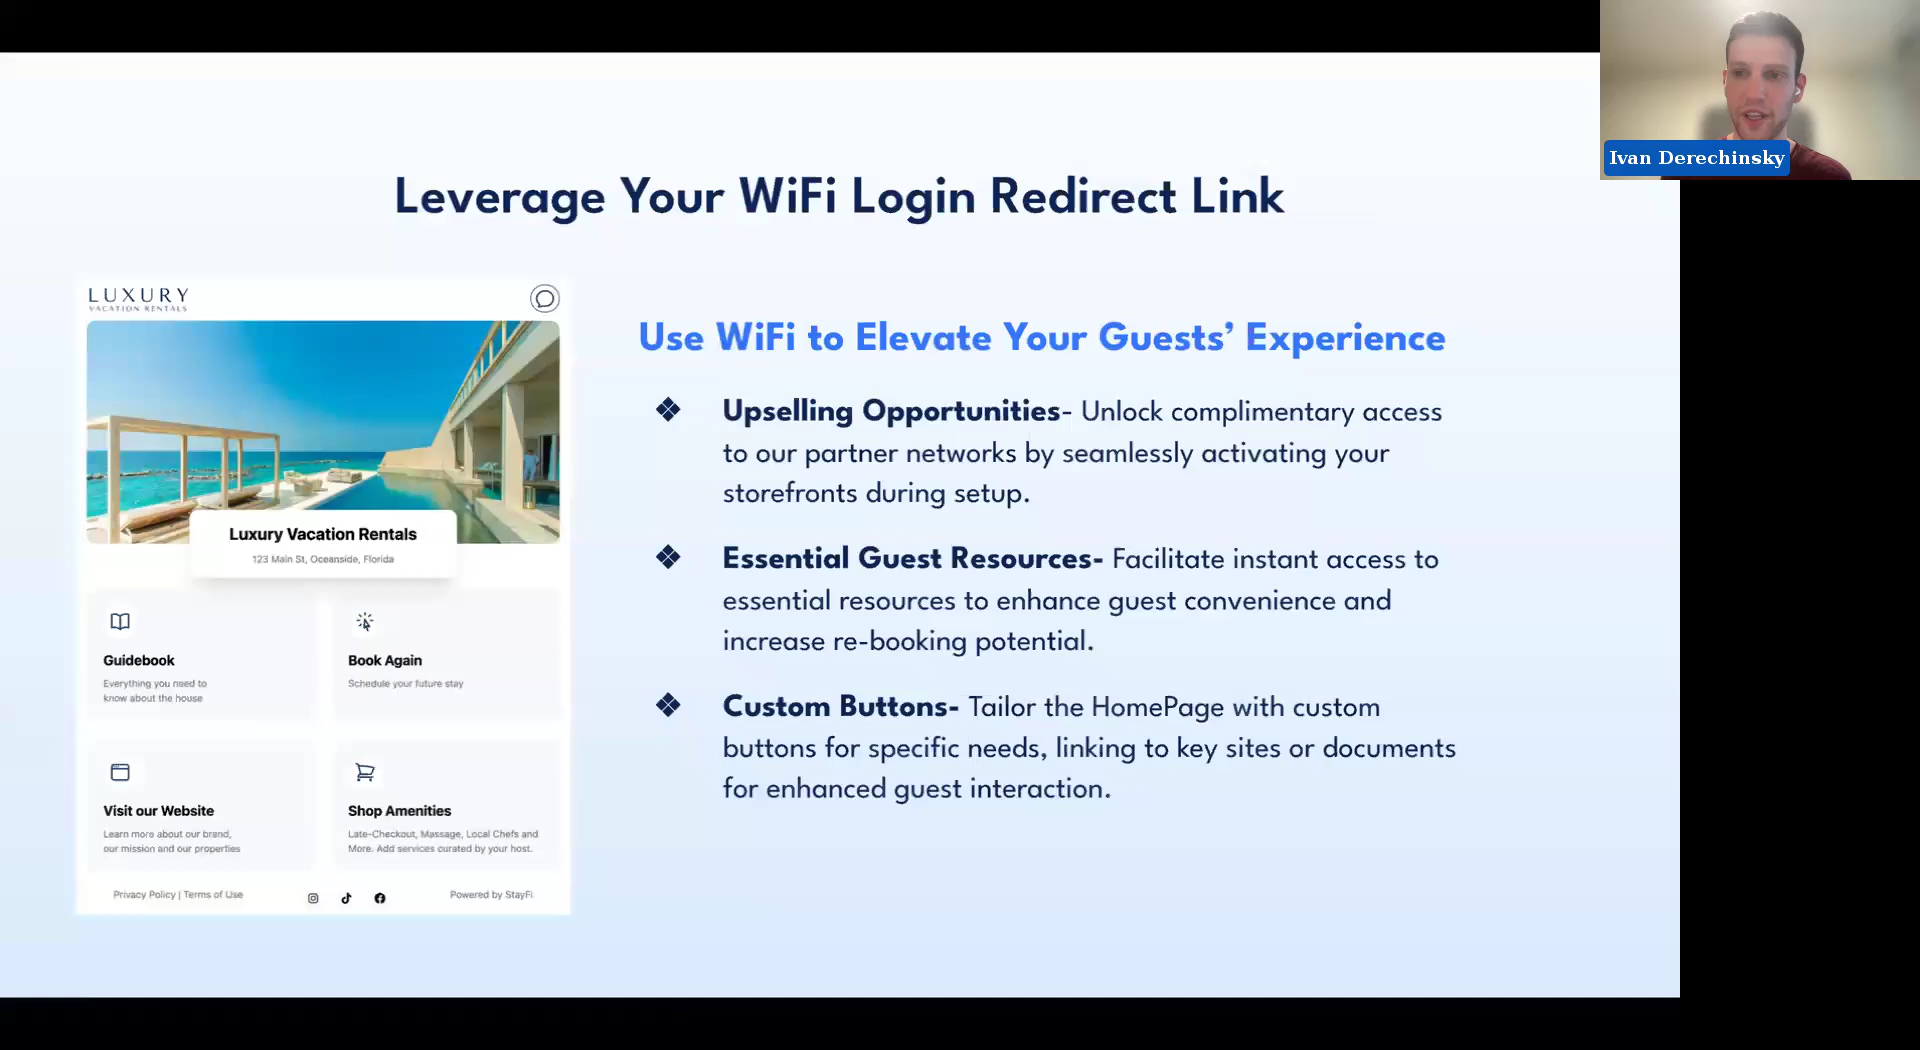 Ivan Derechinsky
Leverage Your WiFi Login Redirect Link
LUXURY
VACATION RENTALS
Luxury Vacation Rentals
123 Main St, Oceanside, Florida
Guidebook
Everything you need to
know about the house
Book Again
Schedule your future stay
Visit our Website
Learn more about our brand,
our mission and our properties
Shop Amenities
Late-Checkout, Massage, Local Chefs and
More. Add services curated by your host.
Privacy Policy | Terms of Use
Powered by StayFi
Use WiFi to Elevate Your Guests’ Experience
❖ Upselling Opportunities- Unlock complimentary access
to our partner networks by seamlessly activating your
storefronts during setup.
❖ Essential Guest Resources- Facilitate instant access to
essential resources to enhance guest convenience and
increase re-booking potential.
❖ Custom Buttons- Tailor the HomePage with custom
buttons for specific needs, linking to key sites or documents
for enhanced guest interaction.